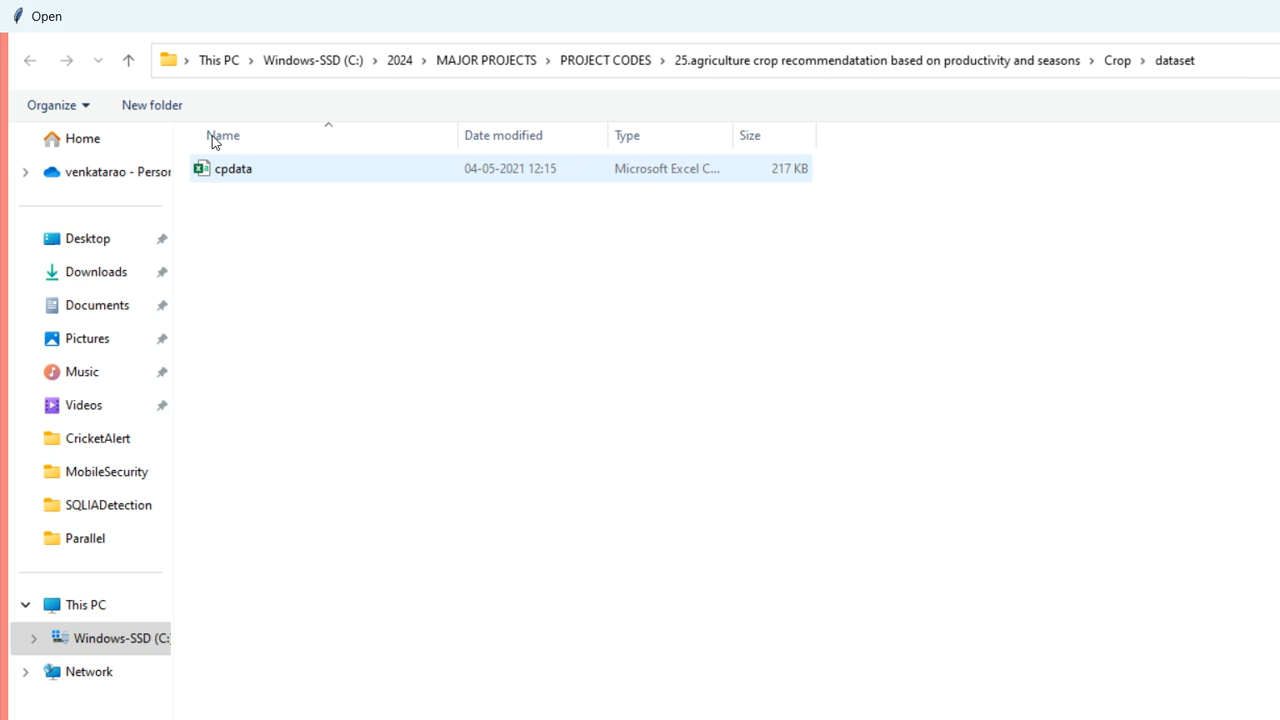 Open
This PC Windows-SSD (C:) 2024 MAJOR PROJECTS PROJECT CODES 25.agriculture crop recommendatation based on productivity and seasons Crop dataset
Organize New folder
Name Date modified Type Size
cpdata 04-05-2021 12:15 Microsoft Excel C... 217 KB
Home
venkatarao - Person
Desktop
Downloads
Documents
Pictures
Music
Videos
CricketAlert
MobileSecurity
SQLIADetection
Parallel
This PC
Windows-SSD (C:
Network